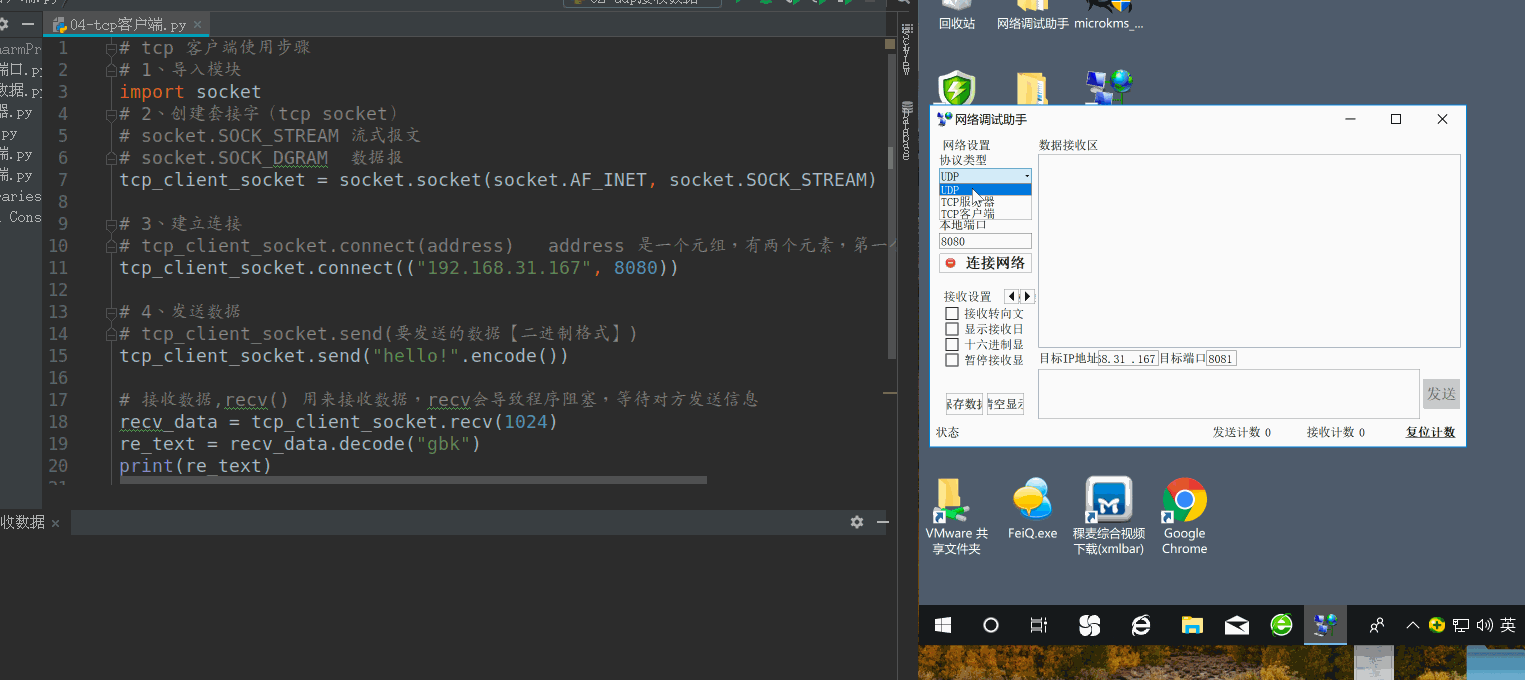 04-tcp客户端.py
1 # tcp 客户端使用步骤
2 # 1、导入模块
3 import socket
4 # 2、创建套接字（tcp socket）
5 # socket.SOCK_STREAM 流式报文
6 # socket.SOCK_DGRAM  数据报
7 tcp_client_socket = socket.socket(socket.AF_INET, socket.SOCK_STREAM)
8
9 # 3、建立连接
10 # tcp_client_socket.connect(address)   address 是一个元组，有两个元素，第一个
11 tcp_client_socket.connect(("192.168.31.167", 8080))
12
13 # 4、发送数据
14 # tcp_client_socket.send(要发送的数据【二进制格式】)
15 tcp_client_socket.send("hello!".encode())
16
17 # 接收数据,recv() 用来接收数据，recv会导致程序阻塞，等待对方发送信息
18 recv_data = tcp_client_socket.recv(1024)
19 re_text = recv_data.decode("gbk")
20 print(re_text)
端口.py
数据.py
器.py
.py
端.py
端.py
raries
Cons
收数据
回收站
网络调试助手
microkms_...
网络调试助手
网络设置
数据接收区
协议类型
UDP
UDP
TCP服务器
TCP客户端
本地端口
8080
连接网络
接收设置
接收转向文
显示接收日
十六进制显
暂停接收显
保存数据
清空显示
目标IP地址
8.31 .167
目标端口
8081
发送
状态
发送计数 0
接收计数 0
复位计数
VMware 共享文件夹
FeiQ.exe
稞麦综合视频下载(xmlbar)
Google Chrome
英